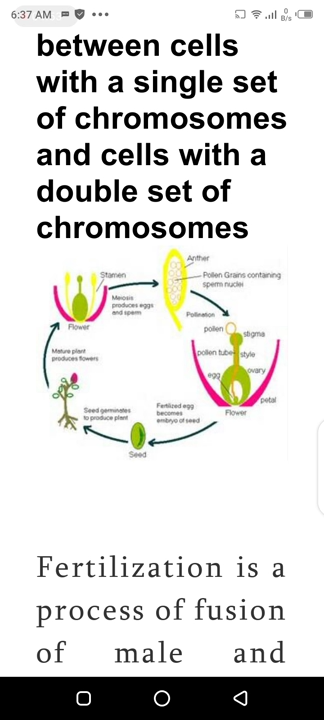 6:37 AM
0
B/s
between cells
with a single set
of chromosomes
and cells with a
double set of
chromosomes
Anther
Stamen
Pollen Grains containing
sperm nuclei
Meiosis
produces eggs
and sperm
Pollination
Flower
pollen
stigma
Mature plant
produces flowers
pollen tube
style
egg
ovary
petal
Seed germinates
to produce plant
Fertilized egg
becomes
embryo of seed
Flower
Seed
Fertilization is a
process of fusion
of male and